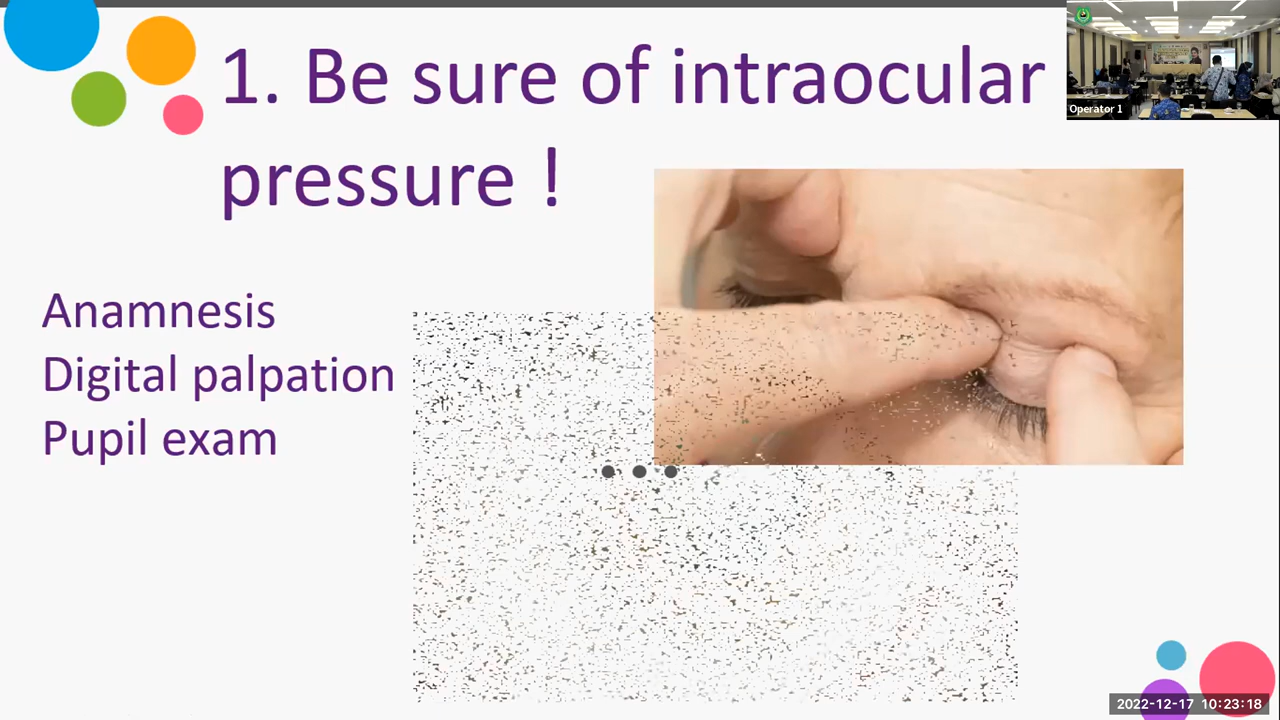 1. Be sure of intraocular
pressure !
Operator 1
Anamnesis
Digital palpation
Pupil exam
2022-12-17 10:23:18